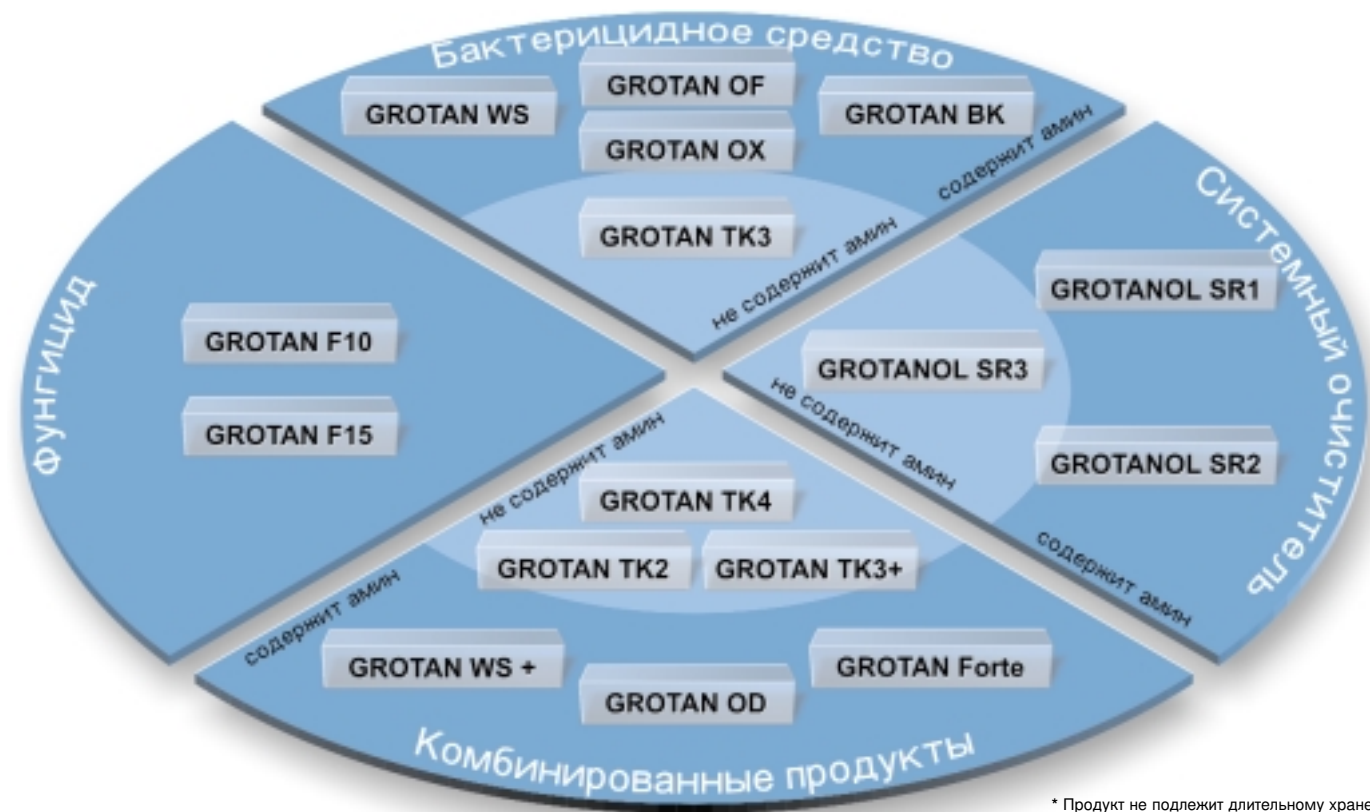 Бактерицидное средство
GROTAN WS
GROTAN OF
GROTAN BK
GROTAN OX
GROTAN TK3
содержит амин
не содержит амин
Системный очиститель
GROTANOL SR1
GROTANOL SR3
GROTANOL SR2
не содержит амин
содержит амин
Фунгицид
GROTAN F10
GROTAN F15
не содержит амин
содержит амин
GROTAN TK4
GROTAN TK2
GROTAN TK3+
GROTAN WS +
GROTAN OD
GROTAN Forte
Комбинированные продукты
* Продукт не подлежит длительному